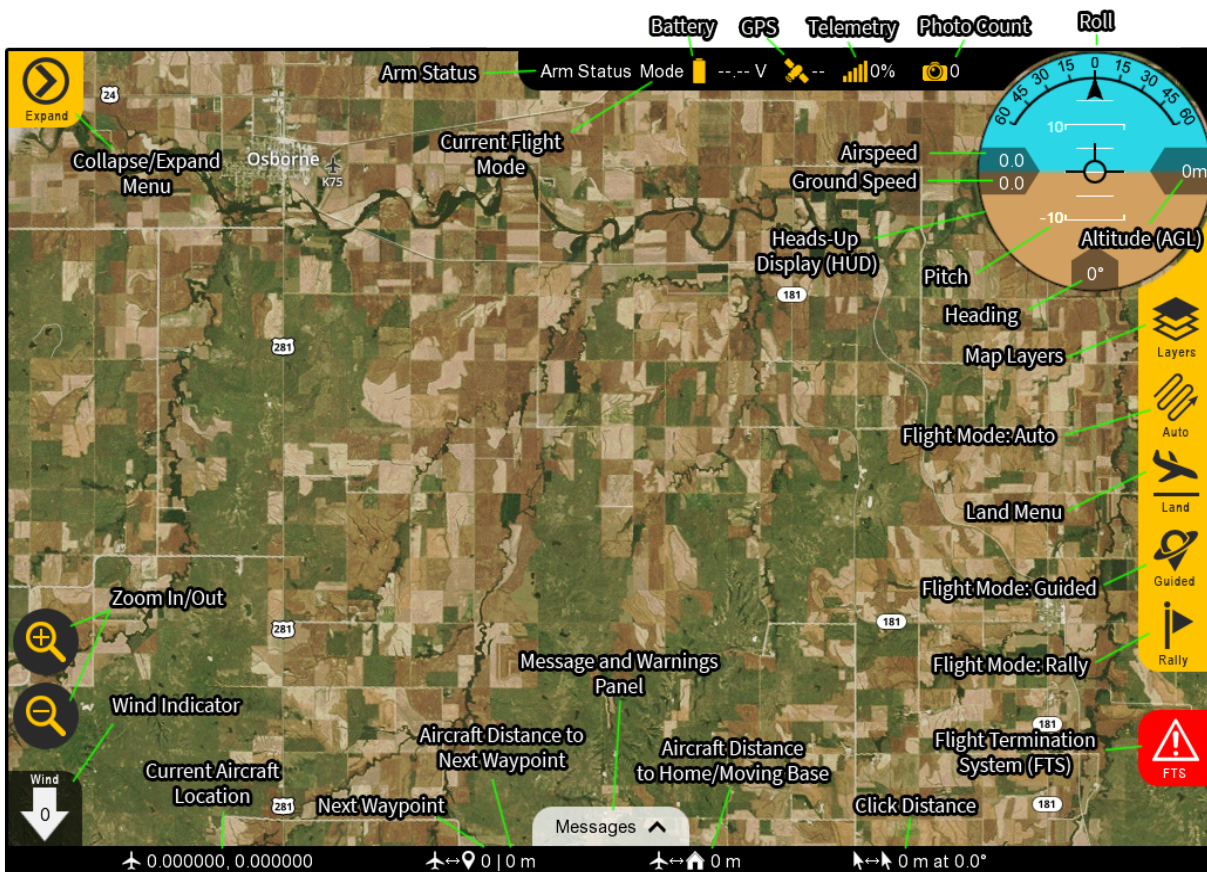 Battery
GPS
Telemetry
Photo Count
Roll
Expand
Arm Status
Arm Status Mode --.-- V -- 0% 0
60 45 30 15 0 15 30 45 60
24
Collapse/Expand
Menu
Osborne
K75
Current Flight
Mode
10
Airspeed
0.0
Ground Speed
0.0
0m
-10
Heads-Up
Display (HUD)
Altitude (AGL)
Pitch
0°
181
Heading
281
Map Layers
Layers
Flight Mode: Auto
Auto
Land Menu
Land
Flight Mode: Guided
Guided
Zoom In/Out
281
181
Message and Warnings
Panel
Flight Mode: Rally
Rally
Wind Indicator
181
Aircraft Distance to
Next Waypoint
Aircraft Distance
to Home/Moving Base
Flight Termination
System (FTS)
FTS
Wind
0
Current Aircraft
Location
281
Next Waypoint
Click Distance
181
Messages
0.000000, 0.000000
0 | 0 m
0 m
0 m at 0.0°